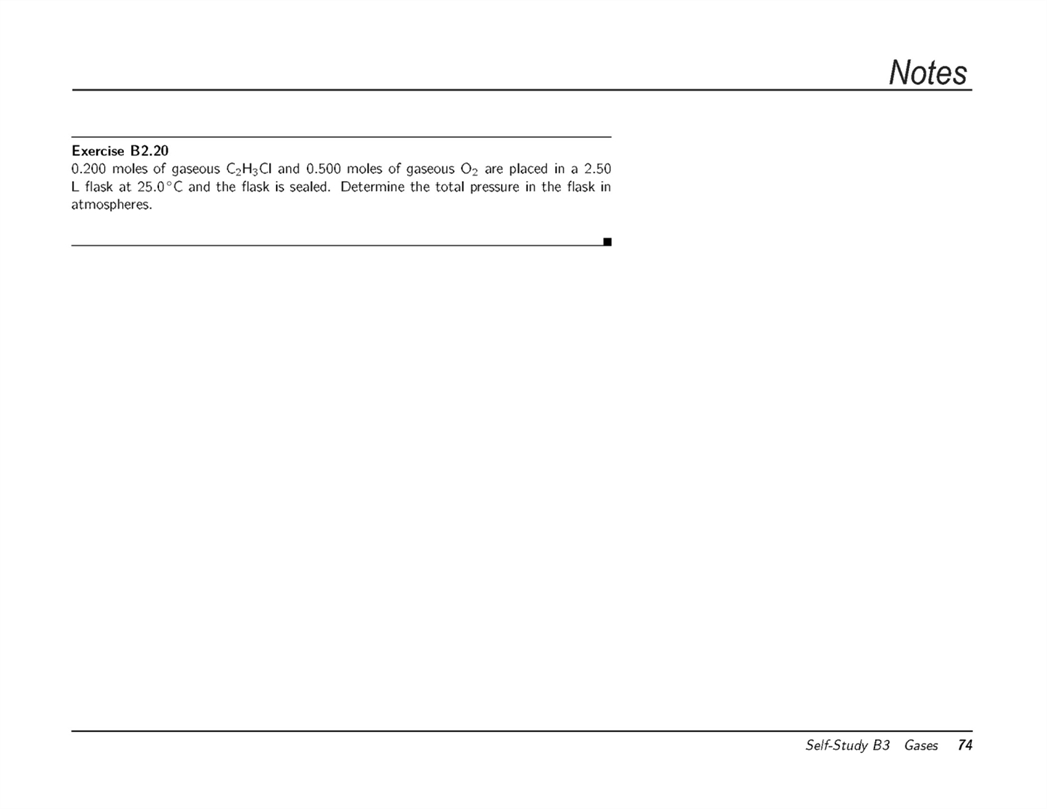 Notes
Exercise B2.20
0.200 moles of gaseous C₂H₃Cl and 0.500 moles of gaseous O₂ are placed in a 2.50
L flask at 25.0°C and the flask is sealed. Determine the total pressure in the flask in
atmospheres.
Self-Study B3 Gases 74